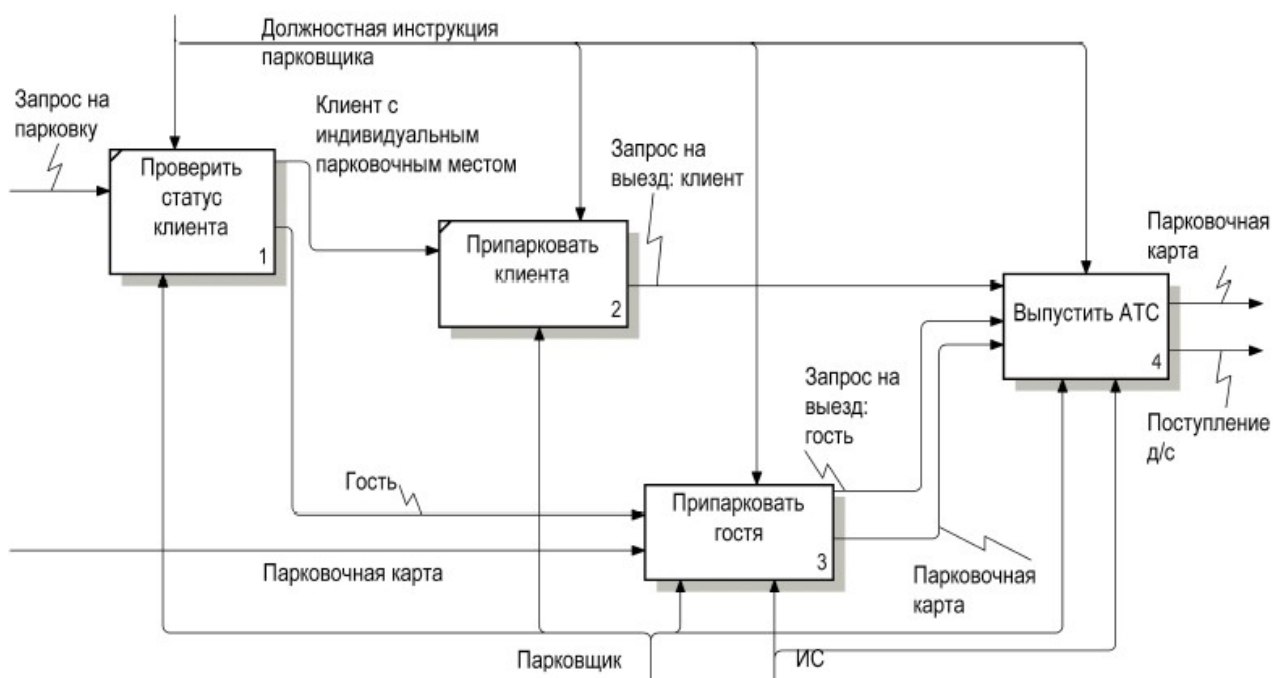 Должностная инструкция
парковщика
Запрос на
парковку
Клиент с
индивидуальным
парковочным местом
Проверить
статус
клиента
1
Запрос на
выезд: клиент
Припарковать
клиента
2
Парковочная
карта
Выпустить АТС
4
Запрос на
выезд:
гость
Поступление
д/с
Гость
Припарковать
гостя
3
Парковочная карта
Парковочная
карта
Парковщик
ИС